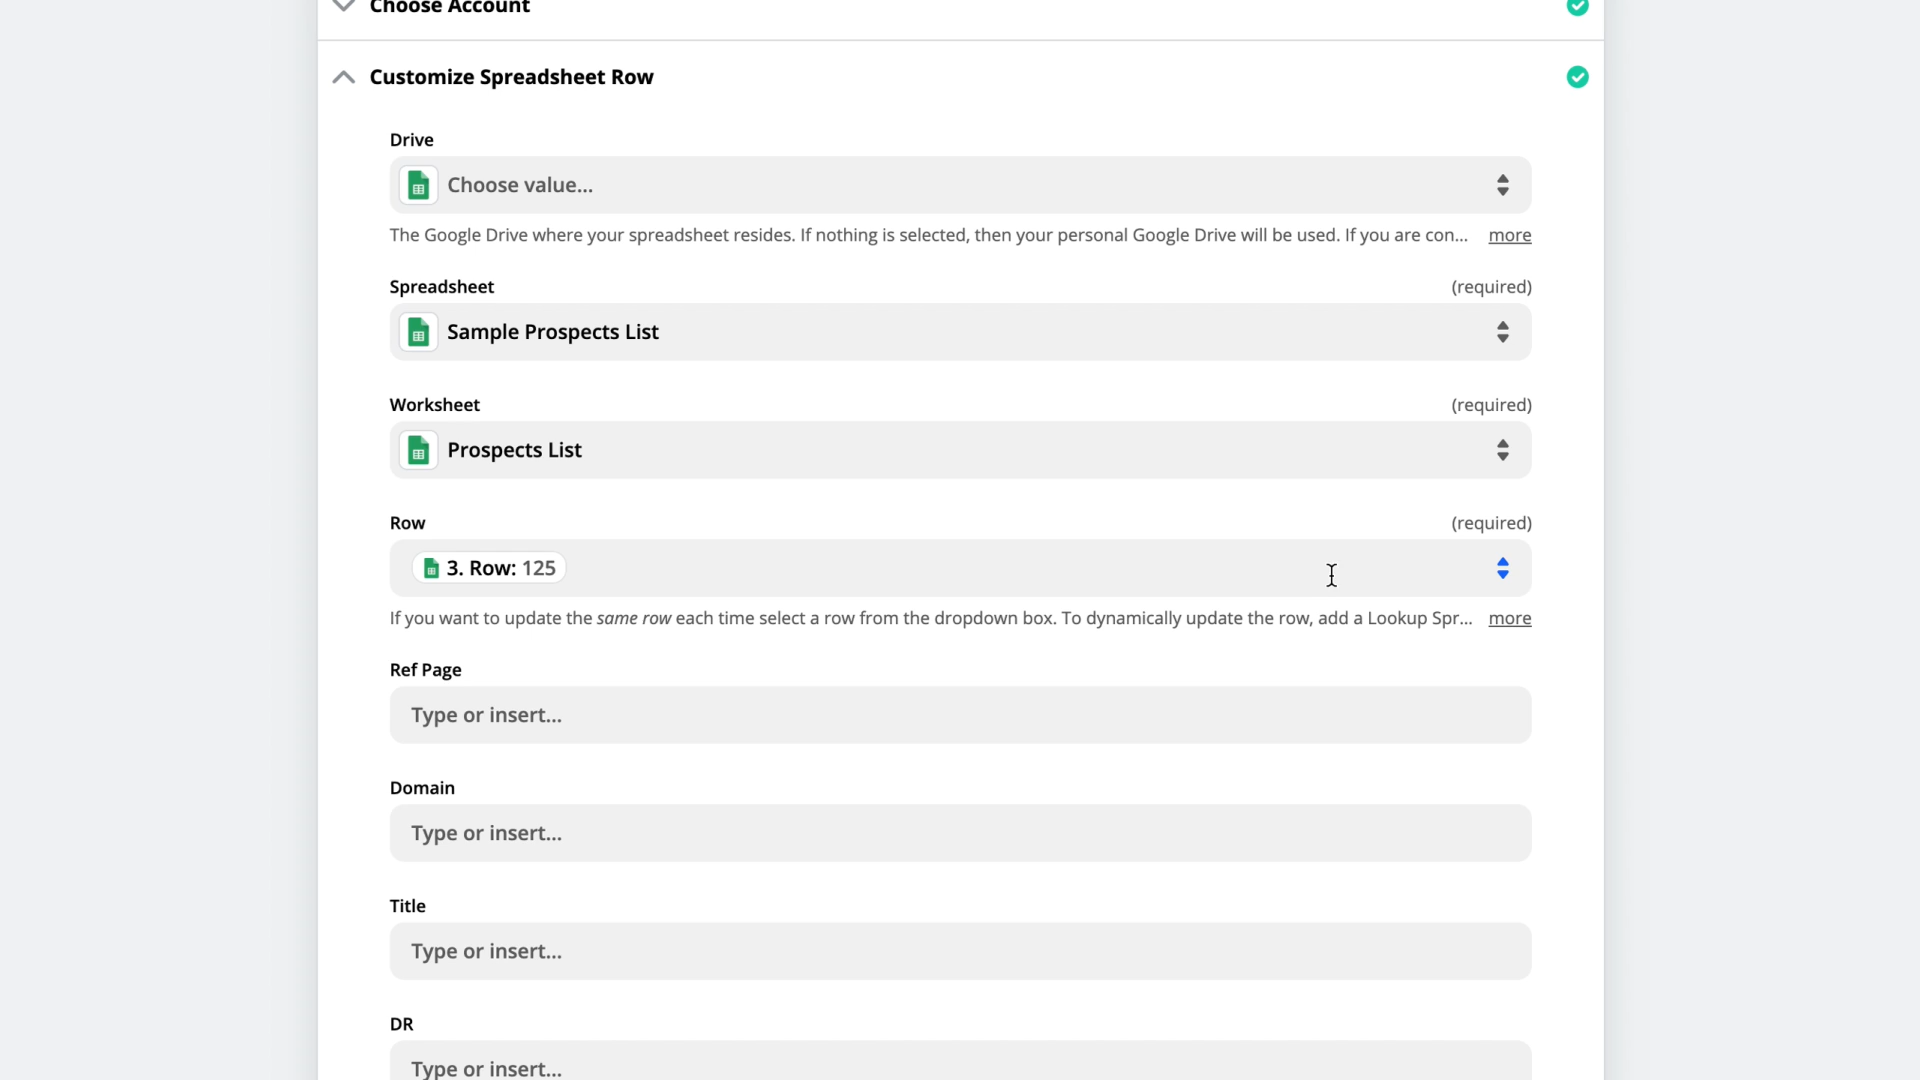 Choose Account
Customize Spreadsheet Row
Drive
Choose value...
The Google Drive where your spreadsheet resides. If nothing is selected, then your personal Google Drive will be used. If you are con... more
Spreadsheet (required)
Sample Prospects List
Worksheet (required)
Prospects List
Row (required)
3. Row: 125
If you want to update the same row each time select a row from the dropdown box. To dynamically update the row, add a Lookup Spr... more
Ref Page
Type or insert...
Domain
Type or insert...
Title
Type or insert...
DR
Type or insert...